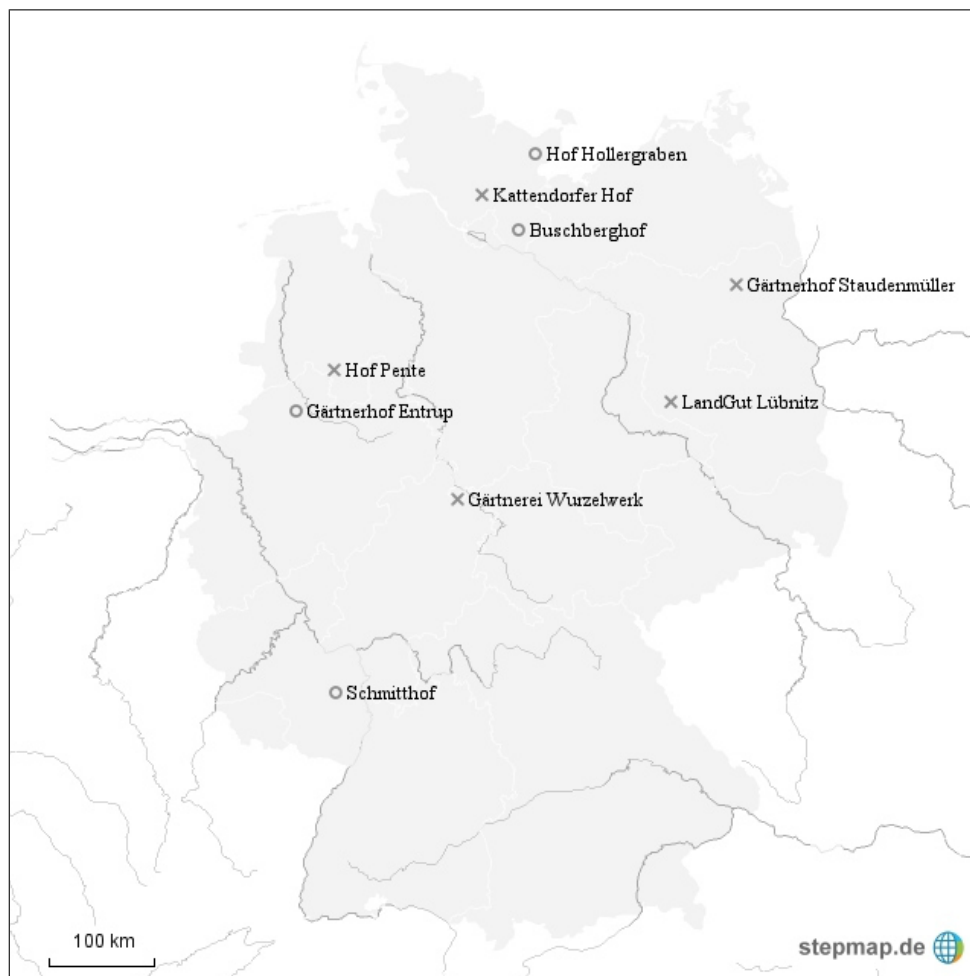 Hof Hollergraben
Kattendorfer Hof
Buschberghof
Gärtnerhof Staudenmüller
Hof Pente
Gärtnerhof Entrup
LandGut Lübnitz
Gärtnerei Wurzelwerk
Schmitthof
100 km
stepmap.de